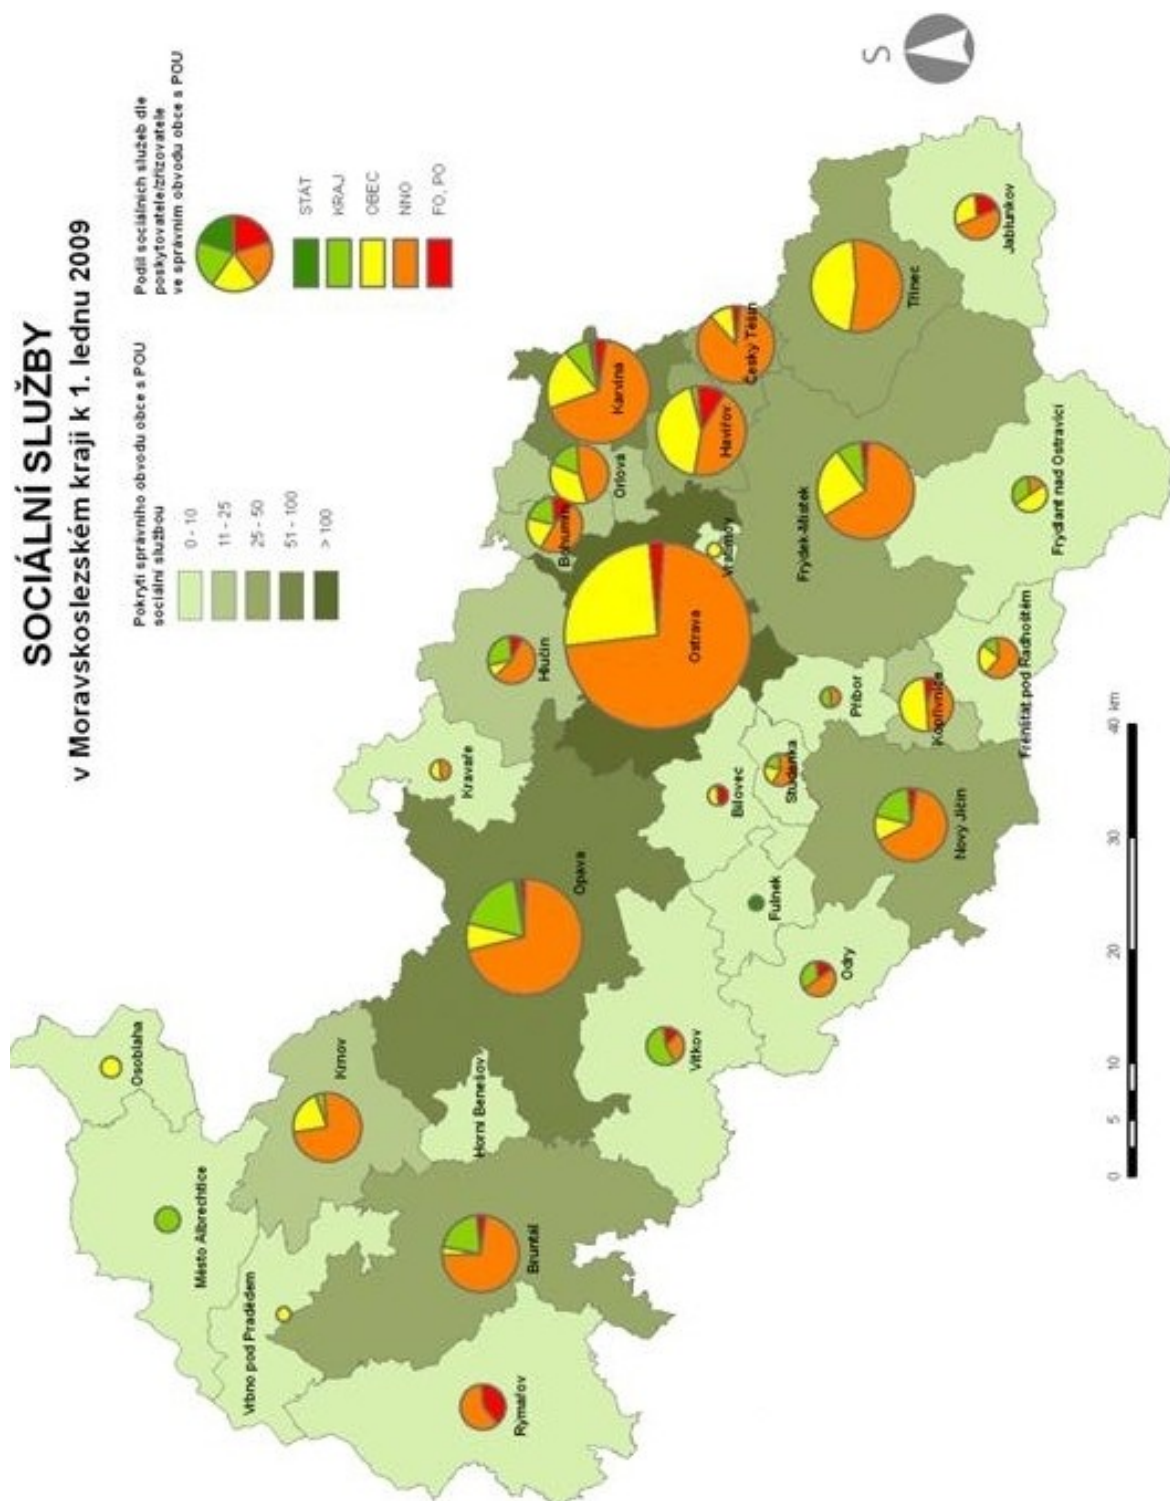 SOCIÁLNÍ SLUŽBY
v Moravskoslezském kraji k 1. lednu 2009
Pokrytí správního obvodu obce s POU
sociální službou
0 - 10
11 - 25
25 - 50
51 - 100
> 100
Podíl sociálních služeb dle
poskytovatele/zřizovatele
ve správním obvodu obce s POU
STÁT
KRAJ
OBEC
NNO
FO, PO
S
Osoblaha
Město Albrechtice
Krnov
Vrbno pod Pradědem
Horní Benešov
Bruntál
Rýmařov
Opava
Kravaře
Hlučín
Vítkov
Odry
Fulnek
Bílovec
Studénka
Příbor
Nový Jičín
Kopřivnice
Frenštát pod Radhoštěm
Ostrava
Vratimov
Bohumín
Orlová
Karviná
Havířov
Český Těšín
Třinec
Jablunkov
Frýdek-Místek
Frýdlant nad Ostravicí
0
5
10
20
30
40 km